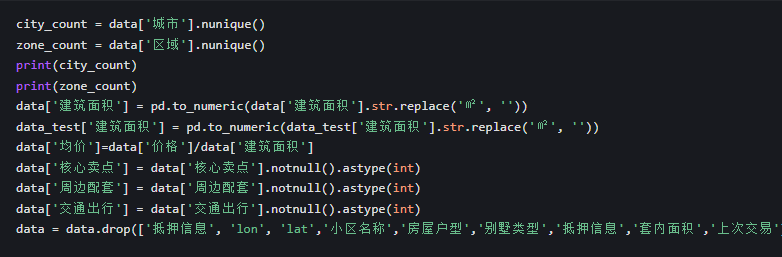 city_count = data['城市'].nunique()
zone_count = data['区域'].nunique()
print(city_count)
print(zone_count)
data['建筑面积'] = pd.to_numeric(data['建筑面积'].str.replace('㎡', ''))
data_test['建筑面积'] = pd.to_numeric(data_test['建筑面积'].str.replace('㎡', ''))
data['均价']=data['价格']/data['建筑面积']
data['核心卖点'] = data['核心卖点'].notnull().astype(int)
data['周边配套'] = data['周边配套'].notnull().astype(int)
data['交通出行'] = data['交通出行'].notnull().astype(int)
data = data.drop(['抵押信息', 'lon', 'lat','小区名称','房屋户型','别墅类型','抵押信息','套内面积','上次交易'